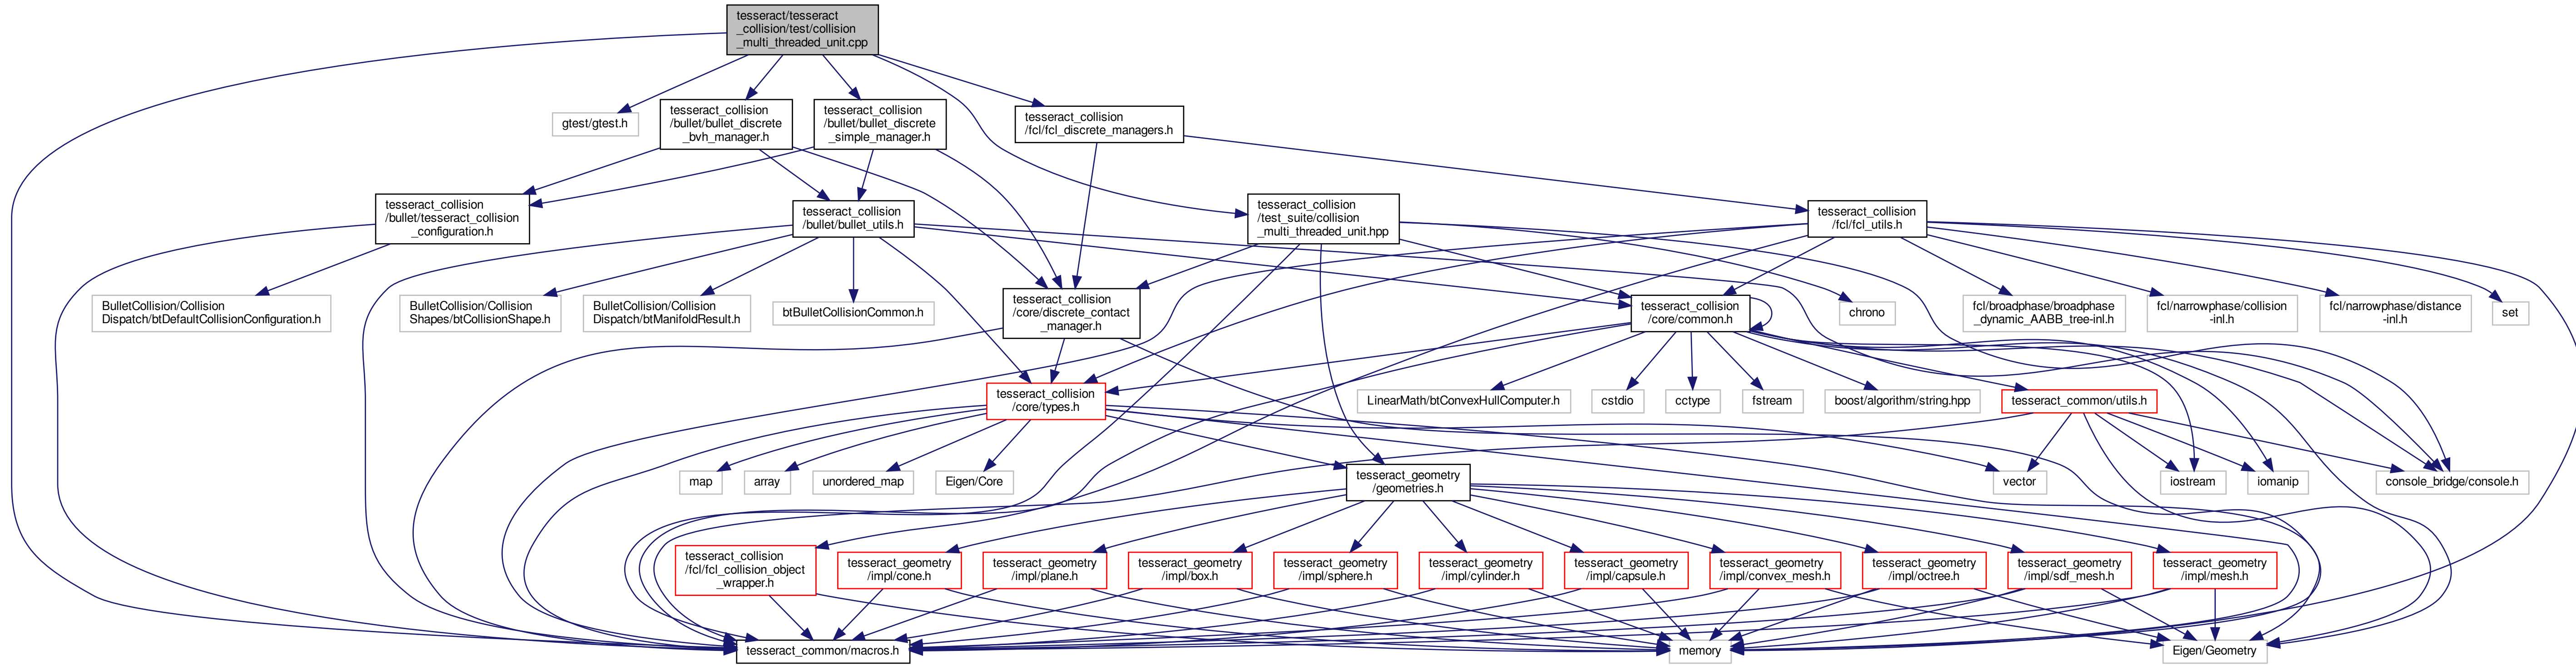 tesseract/tesseract
_collision/test/collision
_multi_threaded_unit.cpp
gtest/gtest.h
tesseract_collision
/bullet/bullet_discrete
_bvh_manager.h
tesseract_collision
/bullet/bullet_discrete
_simple_manager.h
tesseract_collision
/fcl/fcl_discrete_managers.h
tesseract_collision
/bullet/tesseract_collision
_configuration.h
tesseract_collision
/bullet/bullet_utils.h
tesseract_collision
/test_suite/collision
_multi_threaded_unit.hpp
tesseract_collision
/fcl/fcl_utils.h
BulletCollision/Collision
Dispatch/btDefaultCollisionConfiguration.h
BulletCollision/Collision
Shapes/btCollisionShape.h
BulletCollision/Collision
Dispatch/btManifoldResult.h
btBulletCollisionCommon.h
tesseract_collision
/core/discrete_contact
_manager.h
tesseract_collision
/core/common.h
chrono
fcl/broadphase/broadphase
_dynamic_AABB_tree-inl.h
fcl/narrowphase/collision
-inl.h
fcl/narrowphase/distance
-inl.h
set
tesseract_collision
/core/types.h
LinearMath/btConvexHullComputer.h
cstdio
cctype
fstream
boost/algorithm/string.hpp
tesseract_common/utils.h
map
array
unordered_map
Eigen/Core
tesseract_geometry
/geometries.h
vector
iostream
iomanip
console_bridge/console.h
tesseract_collision
/fcl/fcl_collision_object
_wrapper.h
tesseract_geometry
/impl/cone.h
tesseract_geometry
/impl/plane.h
tesseract_geometry
/impl/box.h
tesseract_geometry
/impl/sphere.h
tesseract_geometry
/impl/cylinder.h
tesseract_geometry
/impl/capsule.h
tesseract_geometry
/impl/convex_mesh.h
tesseract_geometry
/impl/octree.h
tesseract_geometry
/impl/sdf_mesh.h
tesseract_geometry
/impl/mesh.h
tesseract_common/macros.h
memory
Eigen/Geometry